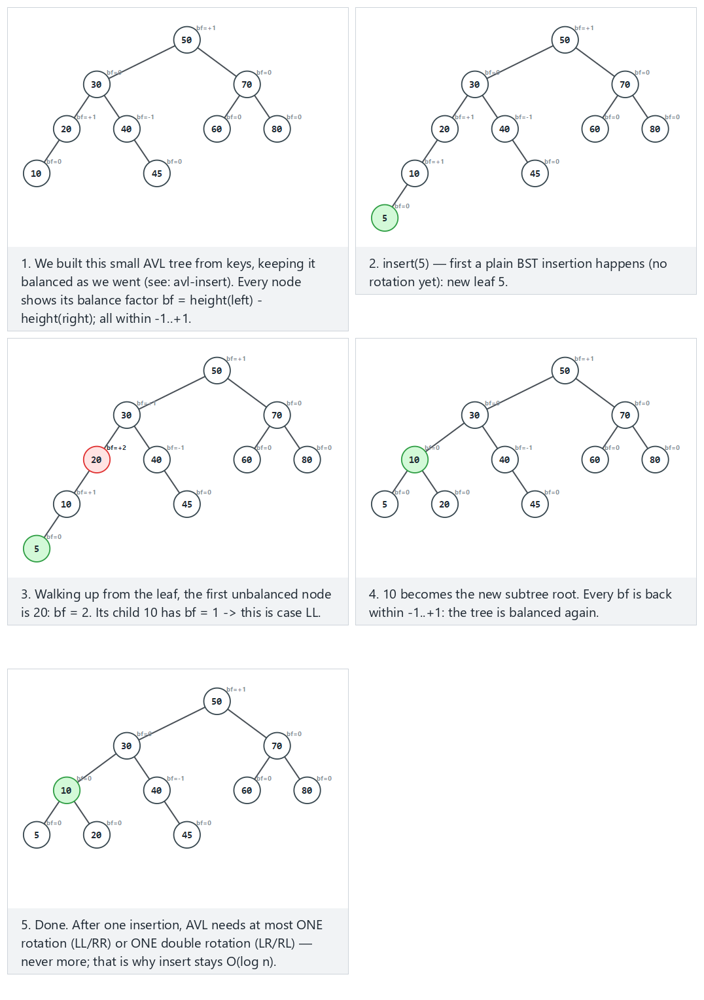 bf=+1
50
bf=0
30
bf=0
70
bf=+1
20
bf=-1
40
bf=0
60
bf=0
80
bf=0
10
bf=0
45
1. We built this small AVL tree from keys, keeping it
balanced as we went (see: avl-insert). Every node
shows its balance factor bf = height(left) -
height(right); all within -1..+1.
bf=+1
50
bf=0
30
bf=0
70
bf=+1
20
bf=-1
40
bf=0
60
bf=0
80
bf=+1
10
bf=0
45
bf=0
5
2. insert(5) — first a plain BST insertion happens (no
rotation yet): new leaf 5.
bf=+1
50
bf=+1
30
bf=0
70
bf=+2
20
bf=-1
40
bf=0
60
bf=0
80
bf=+1
10
bf=0
45
bf=0
5
3. Walking up from the leaf, the first unbalanced node
is 20: bf = 2. Its child 10 has bf = 1 -> this is case LL.
bf=+1
50
bf=0
30
bf=0
70
bf=0
10
bf=-1
40
bf=0
60
bf=0
80
bf=0
5
bf=0
20
bf=0
45
4. 10 becomes the new subtree root. Every bf is back
within -1..+1: the tree is balanced again.
bf=+1
50
bf=0
30
bf=0
70
bf=0
10
bf=-1
40
bf=0
60
bf=0
80
bf=0
5
bf=0
20
bf=0
45
5. Done. After one insertion, AVL needs at most ONE
rotation (LL/RR) or ONE double rotation (LR/RL) —
never more; that is why insert stays O(log n).